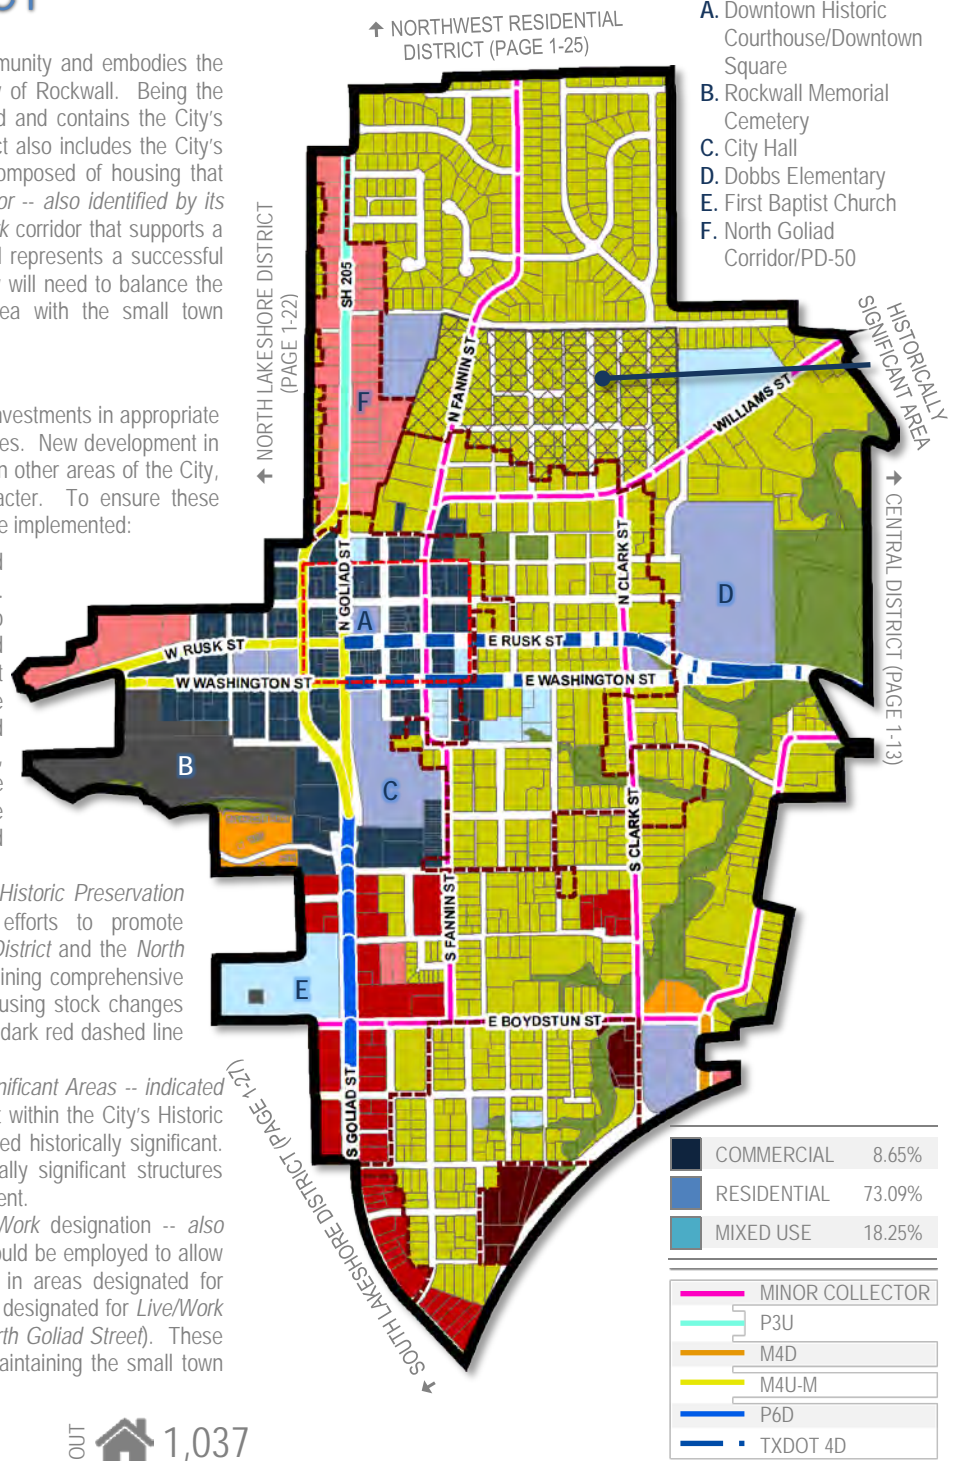 NORTHWEST RESIDENTIAL
DISTRICT (PAGE 1-25)
A. Downtown Historic
Courthouse/Downtown
Square
B. Rockwall Memorial
Cemetery
C. City Hall
D. Dobbs Elementary
E. First Baptist Church
F. North Goliad
Corridor/PD-50
munity and embodies the
of Rockwall. Being the
d and contains the City's
ct also includes the City's
omposed of housing that
or -- also identified by its
k corridor that supports a
represents a successful
will need to balance the
ea with the small town
nvestments in appropriate
es. New development in
n other areas of the City,
acter. To ensure these
e implemented:
Historic Preservation
efforts to promote
District and the North
ining comprehensive
using stock changes
dark red dashed line
nificant Areas -- indicated
within the City's Historic
ed historically significant.
ally significant structures
ent.
Work designation -- also
ould be employed to allow
in areas designated for
designated for Live/Work
rth Goliad Street). These
aintaining the small town
OUT
1,037
NORTH LAKESHORE DISTRICT
(PAGE 1-22)
HISTORICALLY
SIGNIFICANT AREA
CENTRAL DISTRICT (PAGE 1-13)
SOUTH LAKESHORE DISTRICT (PAGE 1-27)
SH 205
N FANNIN ST
WILLIAMS ST
F
N GOLIAD ST
N CLARK ST
D
A
W RUSK ST
E RUSK ST
W WASHINGTON ST
E WASHINGTON ST
B
C
S CLARK ST
S FANNIN ST
E
E BOYDSTUN ST
S GOLIAD ST
COMMERCIAL 8.65%
RESIDENTIAL 73.09%
MIXED USE 18.25%
MINOR COLLECTOR
P3U
M4D
M4U-M
P6D
TXDOT 4D